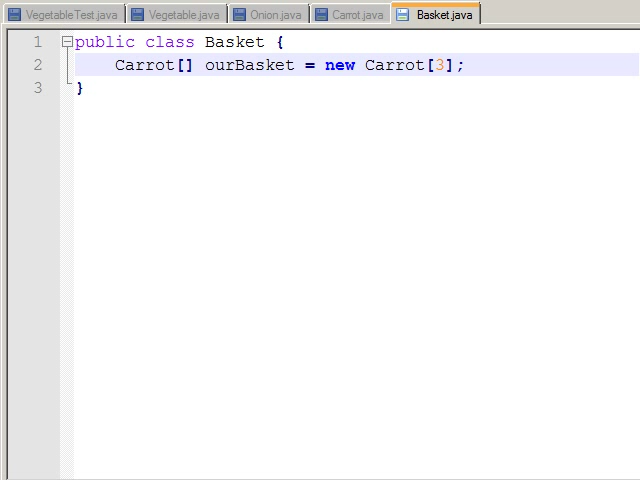 VegetableTest.java Vegetable.java Onion.java Carrot.java Basket.java
1 public class Basket {
2 Carrot[] ourBasket = new Carrot[3];
3 }